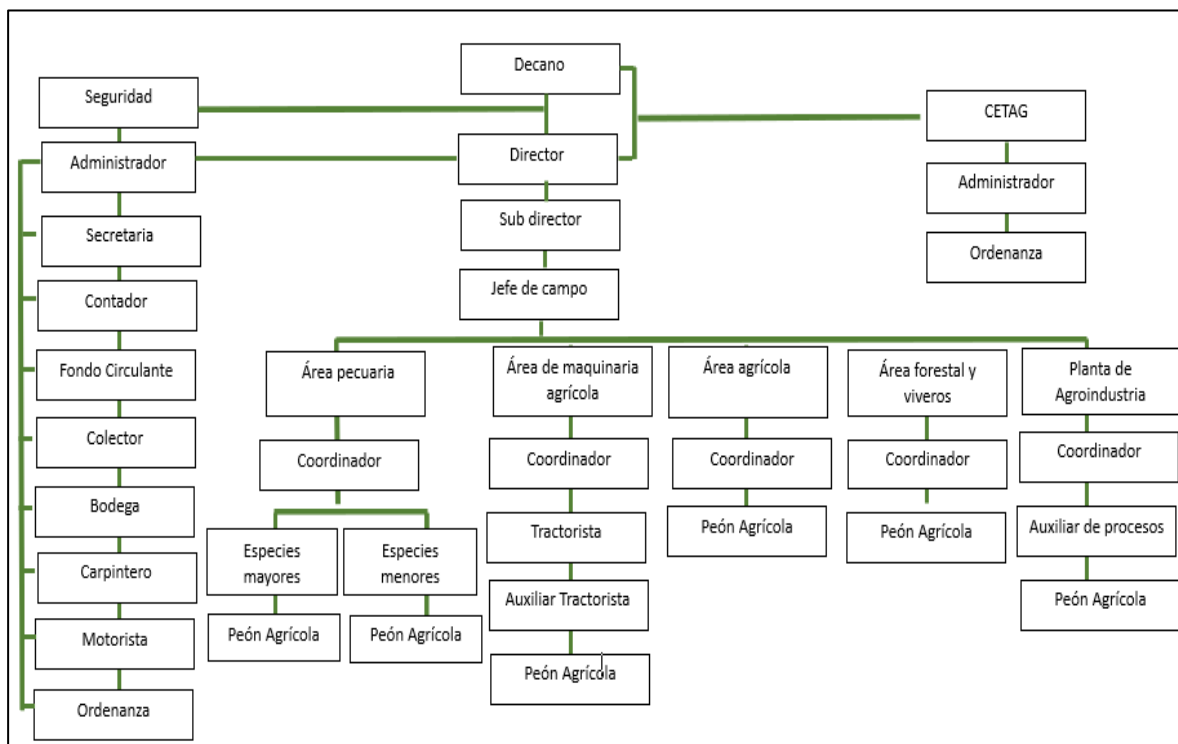 Decano
Seguridad
CETAG
Administrador
Director
Administrador
Secretaria
Sub director
Ordenanza
Contador
Jefe de campo
Fondo Circulante
Área pecuaria
Área de maquinaria
agrícola
Área agrícola
Área forestal y
viveros
Planta de
Agroindustria
Colector
Coordinador
Coordinador
Coordinador
Coordinador
Coordinador
Bodega
Tractorista
Peón Agrícola
Peón Agrícola
Auxiliar de procesos
Especies
mayores
Especies
menores
Carpintero
Auxiliar Tractorista
Peón Agrícola
Motorista
Peón Agrícola
Peón Agrícola
Peón Agrícola
Ordenanza